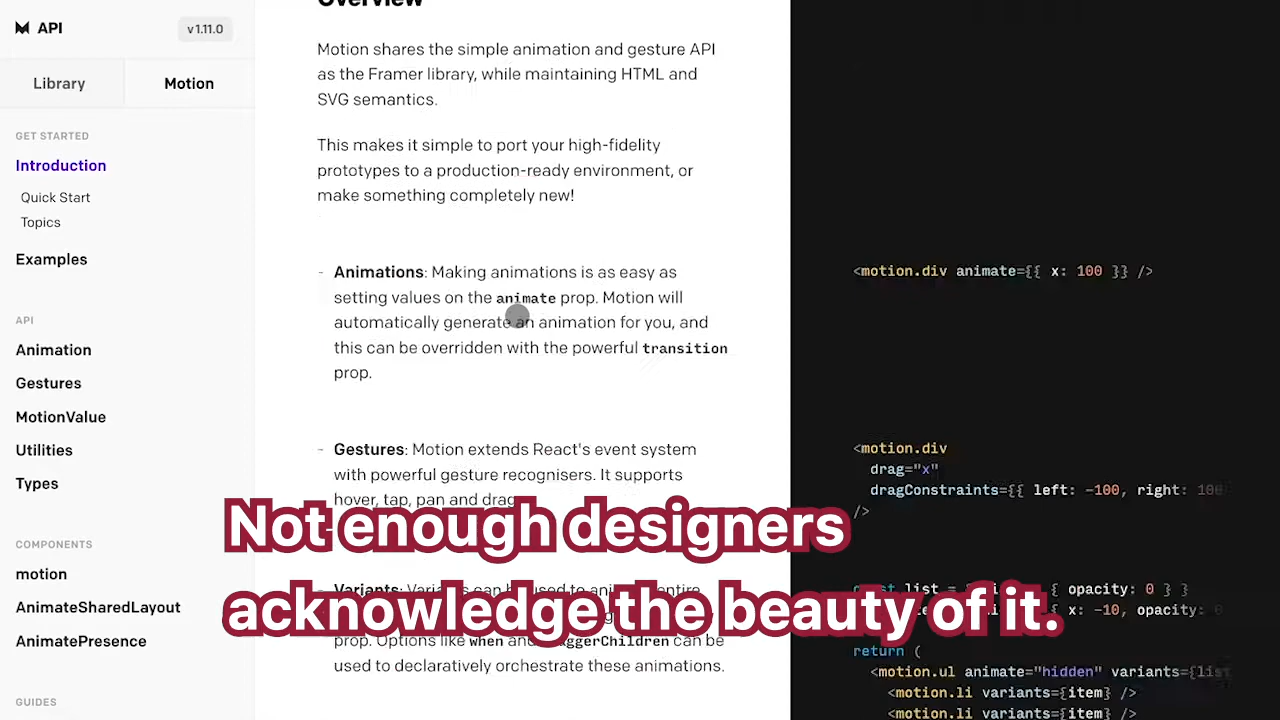 API
v1.11.0
Library
Motion
GET STARTED
Introduction
Quick Start
Topics
Examples
API
Animation
Gestures
MotionValue
Utilities
Types
COMPONENTS
motion
AnimateSharedLayout
AnimatePresence
GUIDES
Overview
Motion shares the simple animation and gesture API
as the Framer library, while maintaining HTML and
SVG semantics.
This makes it simple to port your high-fidelity
prototypes to a production-ready environment, or
make something completely new!
- Animations: Making animations is as easy as
setting values on the animate prop. Motion will
automatically generate an animation for you, and
this can be overridden with the powerful transition
prop.
- Gestures: Motion extends React's event system
with powerful gesture recognisers. It supports
hover, tap, pan and drag
Variants
prop. Options like when and can be
used to declaratively orchestrate these animations.
<motion.div animate={{ x: 100 }} />
<motion.div
drag="x"
dragConstraints={{ left: -100, right: 100
/>
list = { opacity: 0 } }
{ x: -10, opacity: 0
return (
<motion.ul animate="hidden" variants={list
<motion.li variants={item} />
<motion.li variants={item} />
Not enough designers
acknowledge the beauty of it.